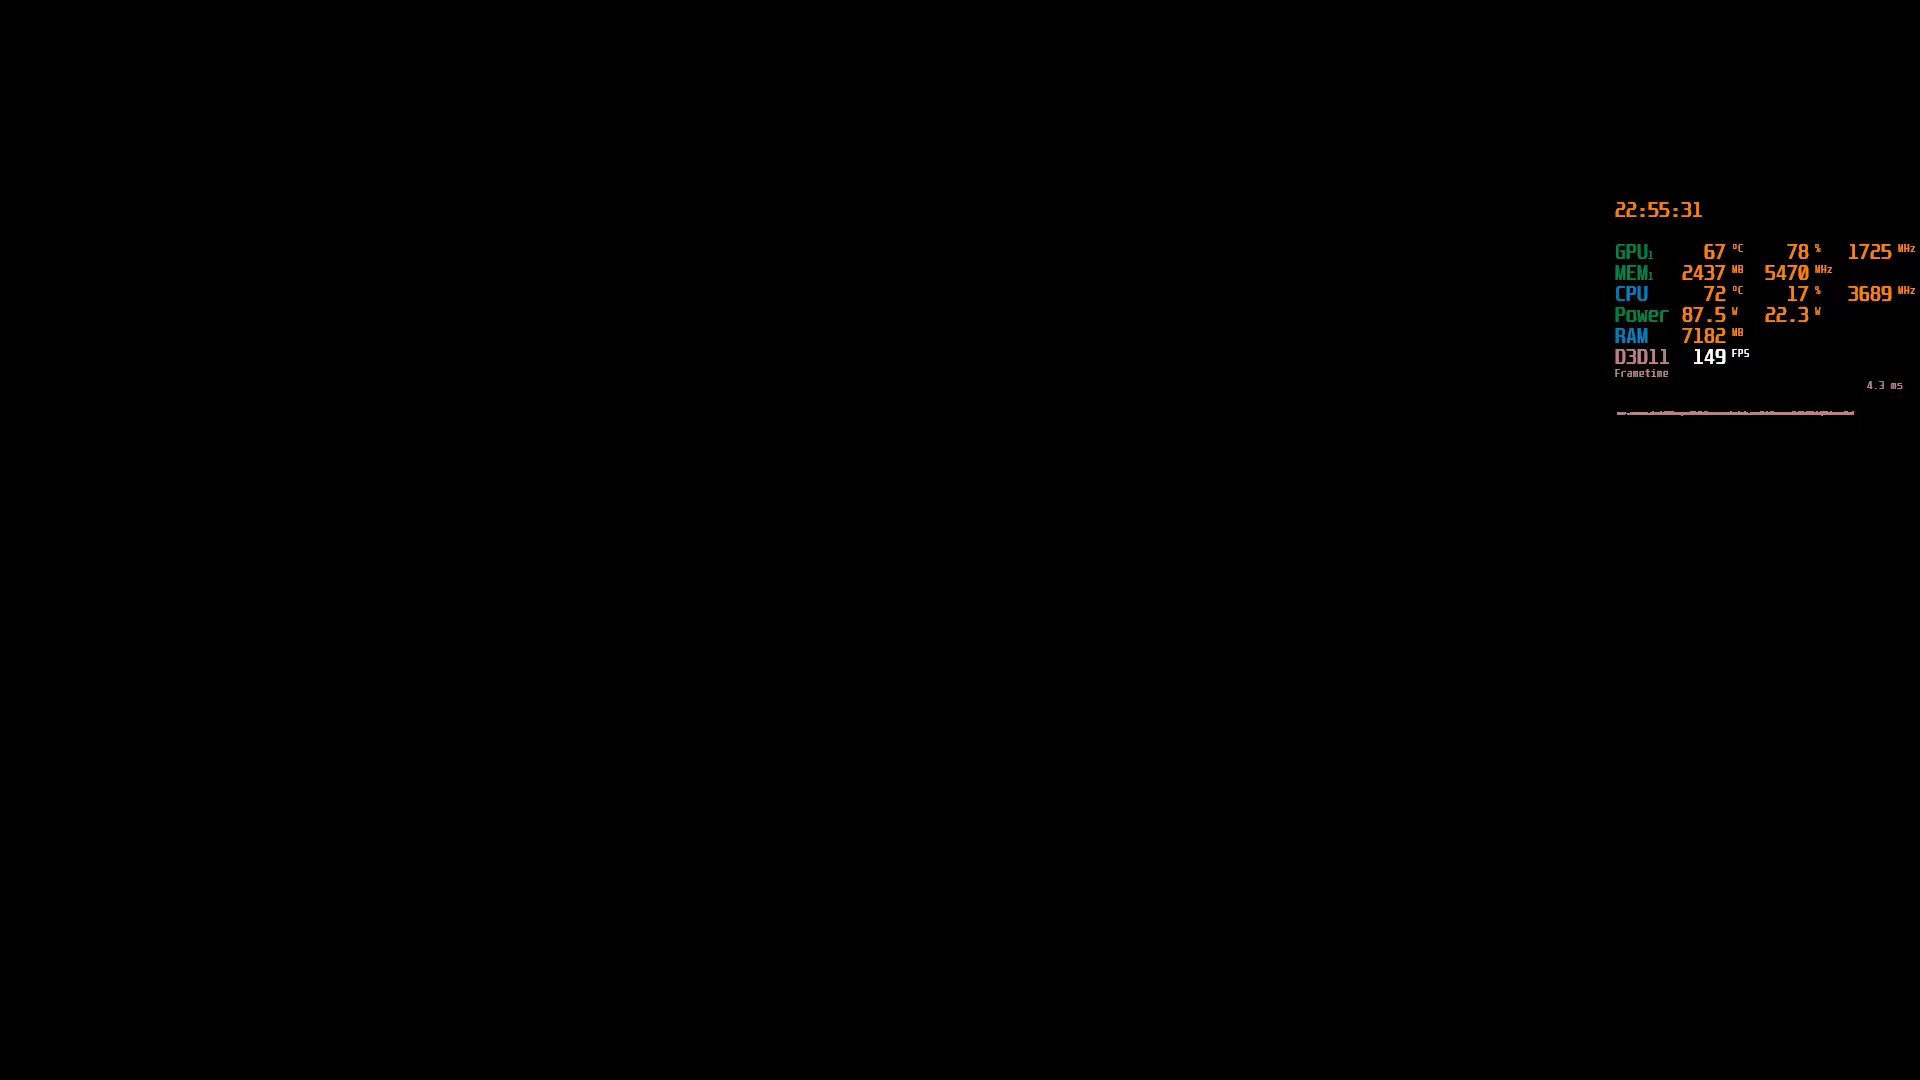 22:55:31
GPU1 67 °C 78 % 1725 MHz
MEM1 2437 MB 5470 MHz
CPU 72 °C 17 % 3689 MHz
Power 87.5 W 22.3 W
RAM 7182 MB
D3D11 149 FPS
Frametime
4.3 ms